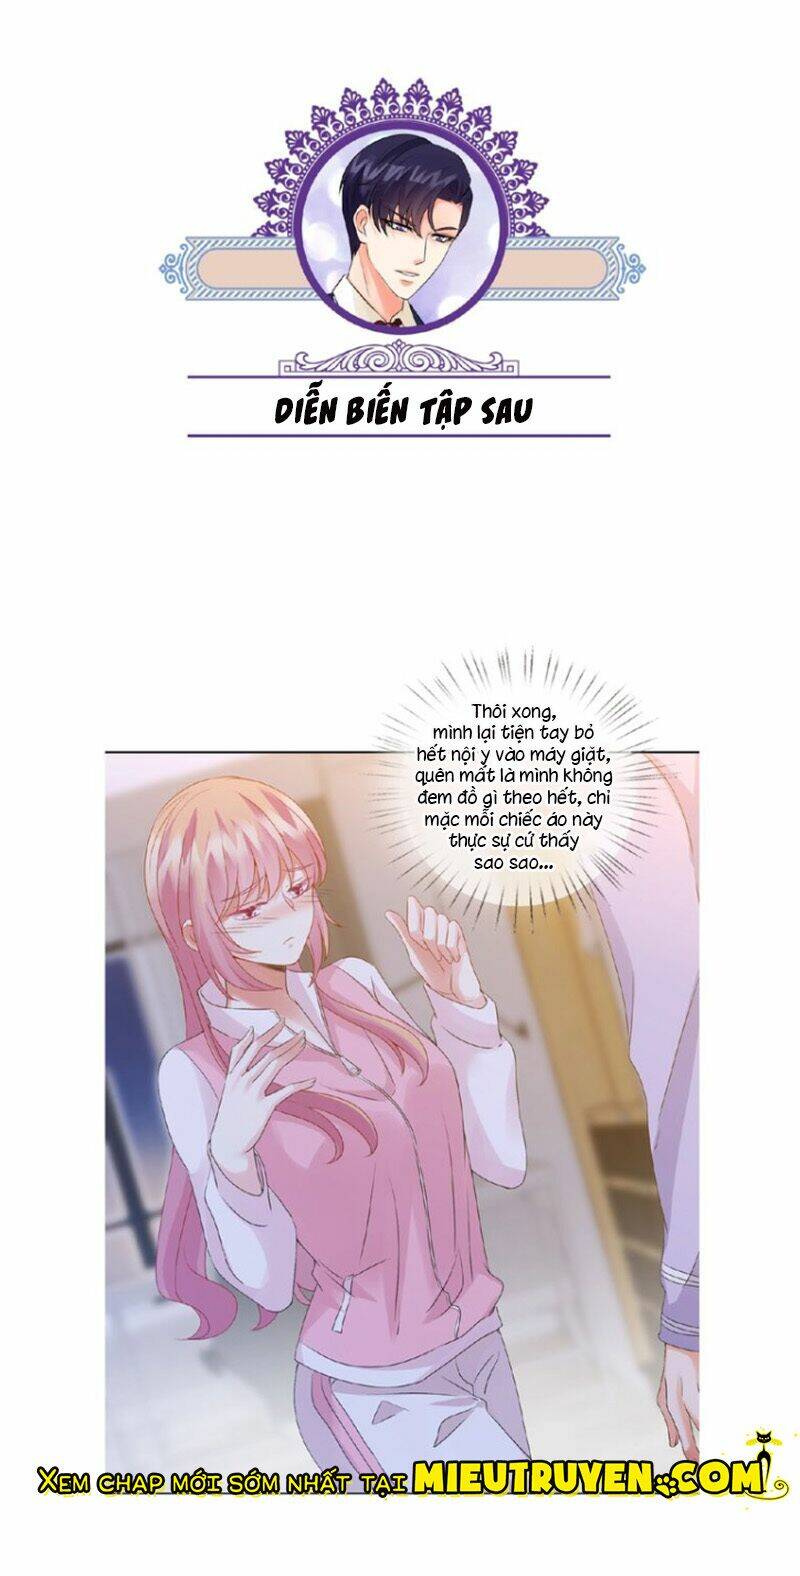 DIỄN BIẾN TẬP SAU
Thôi xong,
mình lại tiện tay bỏ
hết nội y vào máy giặt,
quên mất là mình không
đem đồ gì theo hết, chỉ
mặc mỗi chiếc áo này
thực sự cứ thấy
sao sao...
XEM CHAP MỚI SỚM NHẤT TẠI MIEUTRUYEN.COM